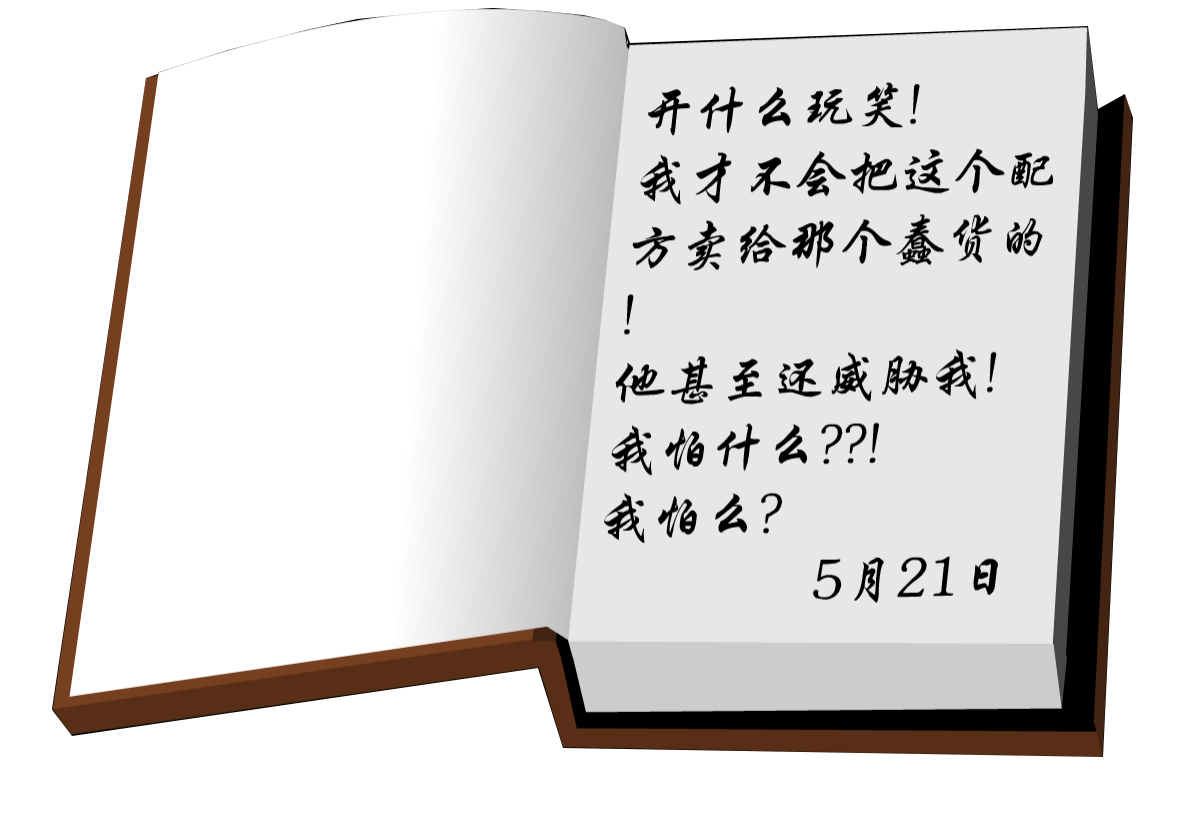 开什么玩笑!
我才不会把这个配
方卖给那个蠢货的
!
他甚至还威胁我!
我怕什么??!
我怕么?
5月21日